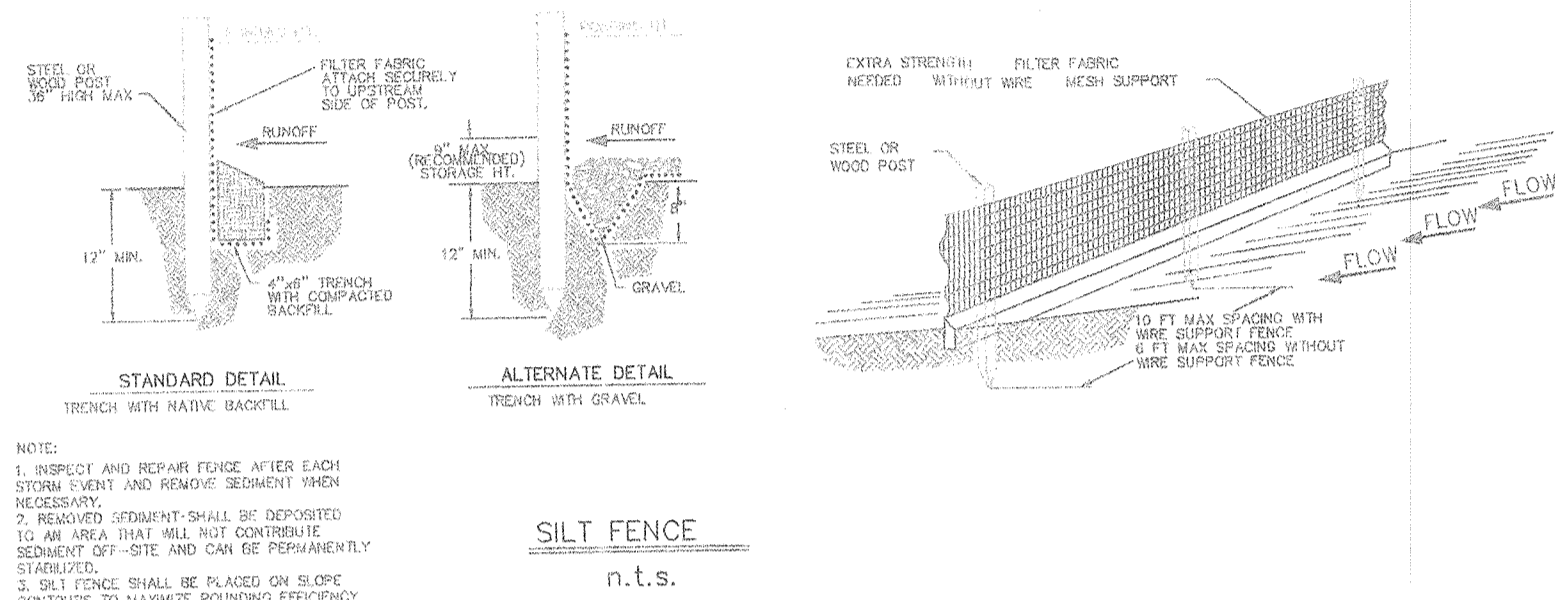 STEEL OR
WOOD POST
36" HIGH MAX
FILTER FABRIC
ATTACH SECURELY
TO UPSTREAM
SIDE OF POST.
RUNOFF
12" MIN.
4"x6" TRENCH
WITH COMPACTED
BACKFILL
STANDARD DETAIL
TRENCH WITH NATIVE BACKFILL
9" MAX
(RECOMMENDED)
STORAGE HT.
RUNOFF
12" MIN.
8"
GRAVEL
ALTERNATE DETAIL
TRENCH WITH GRAVEL
EXTRA STRENGTH FILTER FABRIC
NEEDED WITHOUT WIRE MESH SUPPORT
STEEL OR
WOOD POST
FLOW
FLOW
FLOW
10 FT MAX SPACING WITH
WIRE SUPPORT FENCE
6 FT MAX SPACING WITHOUT
WIRE SUPPORT FENCE
NOTE:
1. INSPECT AND REPAIR FENCE AFTER EACH
STORM EVENT AND REMOVE SEDIMENT WHEN
NECESSARY.
2. REMOVED SEDIMENT SHALL BE DEPOSITED
TO AN AREA THAT WILL NOT CONTRIBUTE
SEDIMENT OFF-SITE AND CAN BE PERMANENTLY
STABILIZED.
3. SILT FENCE SHALL BE PLACED ON SLOPE
CONTOURS TO MAXIMIZE POUNDING EFFICIENCY
SILT FENCE
n.t.s.